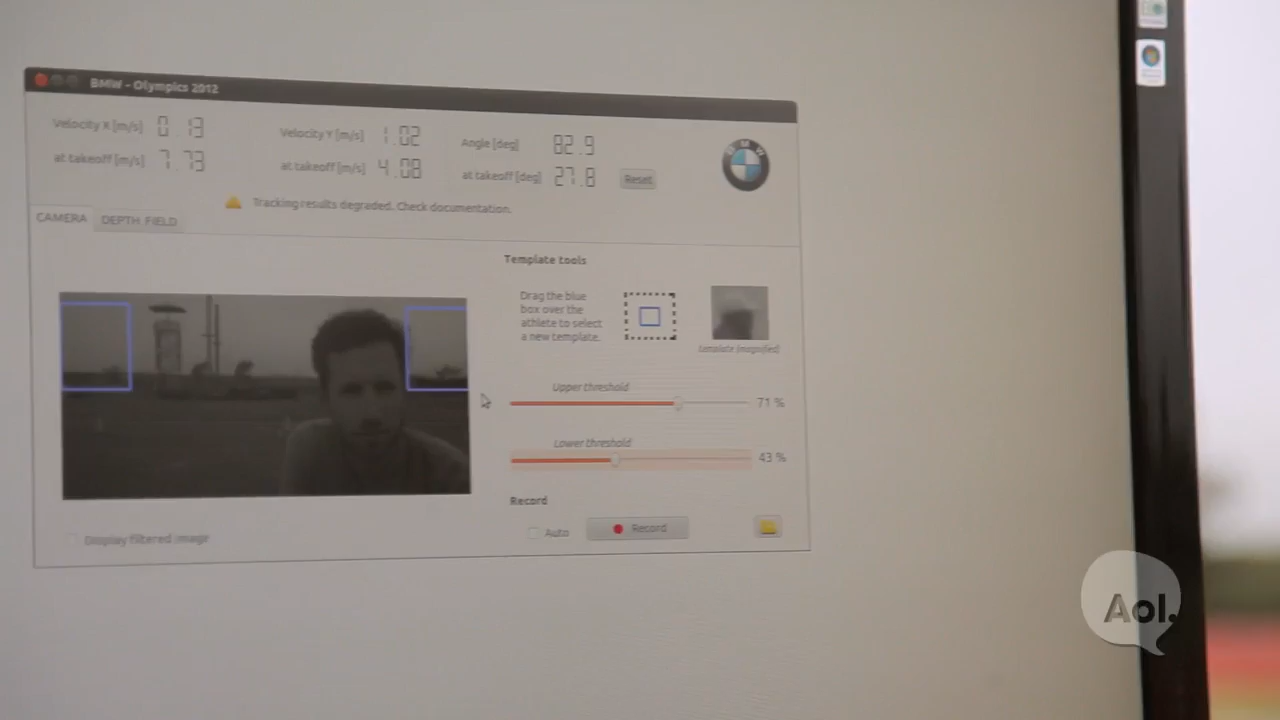 BMW - Olympics 2012
Velocity X [m/s] 0.13
Velocity Y [m/s] 1.02
Angle [deg] 82.9
at takeoff [m/s] 7.73
at takeoff [m/s] 4.08
at takeoff [deg] 27.8
Reset
BMW
Tracking results degraded. Check documentation.
CAMERA
DEPTH FIELD
Template tools
Drag the blue
box over the
athlete to select
a new template.
template (magnified)
Upper threshold
71 %
Lower threshold
43 %
Record
Auto
Record
Display filtered image
Aol.